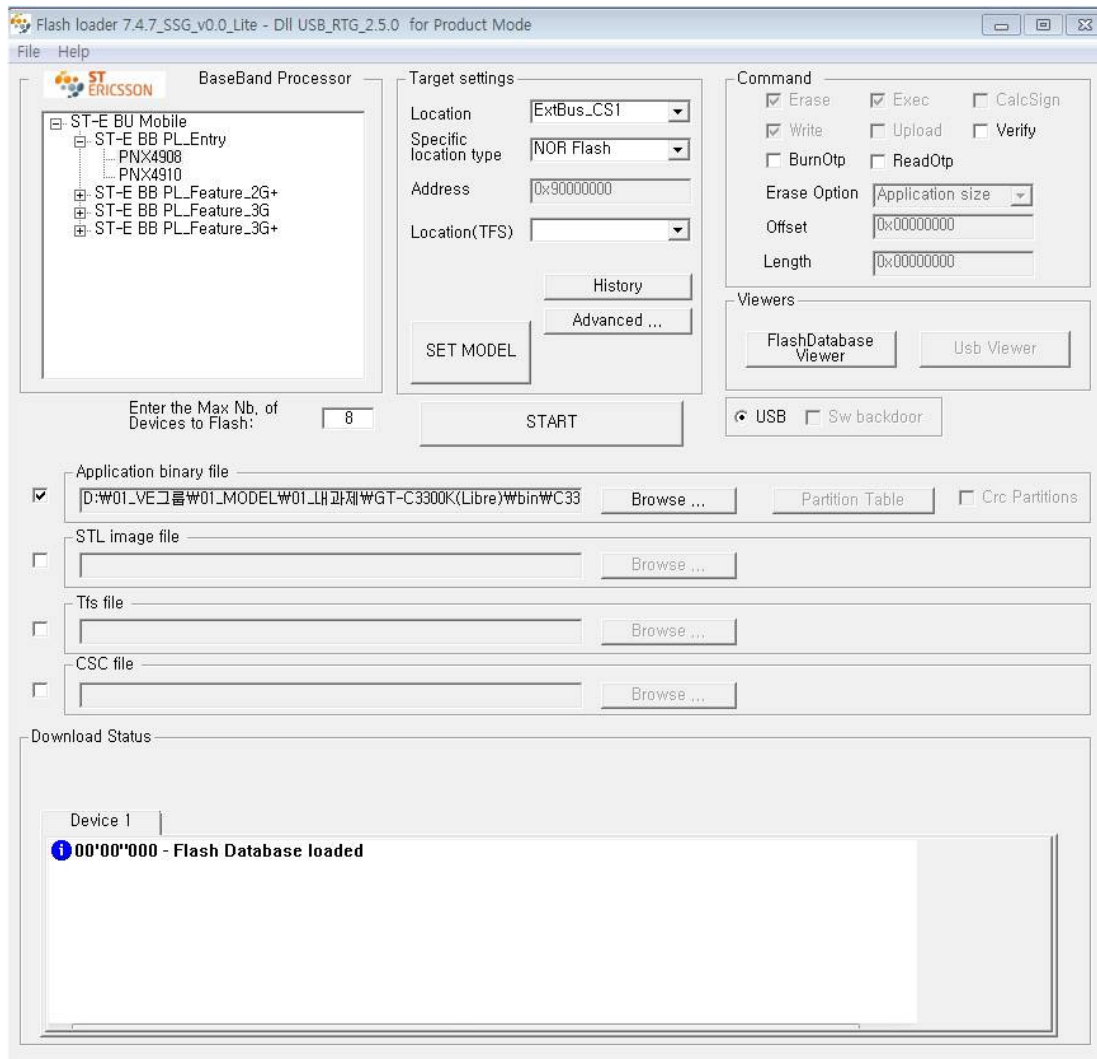 Flash loader 7.4.7_SSG_v0.0_Lite - Dll USB_RTG_2.5.0 for Product Mode
File Help
ST ERICSSON
BaseBand Processor
ST-E BU Mobile
ST-E BB PL_Entry
PNX4908
PNX4910
ST-E BB PL_Feature_2G+
ST-E BB PL_Feature_3G
ST-E BB PL_Feature_3G+
Enter the Max Nb, of
Devices to Flash: 8
Target settings
Location ExtBus_CS1
Specific
location type NOR Flash
Address 0x90000000
Location(TFS)
History
Advanced ...
SET MODEL
START
Command
Erase Exec CalcSign
Write Upload Verify
BurnOtp ReadOtp
Erase Option Application size
Offset 0x00000000
Length 0x00000000
Viewers
FlashDatabase
Viewer
Usb Viewer
USB Sw backdoor
Application binary file
D:₩01_VE그룹₩01_MODEL₩01_내과제₩GT-C3300K(Libre)₩bin₩C33 Browse ... Partition Table Crc Partitions
STL image file
Browse ...
Tfs file
Browse ...
CSC file
Browse ...
Download Status
Device 1
00'00"000 - Flash Database loaded